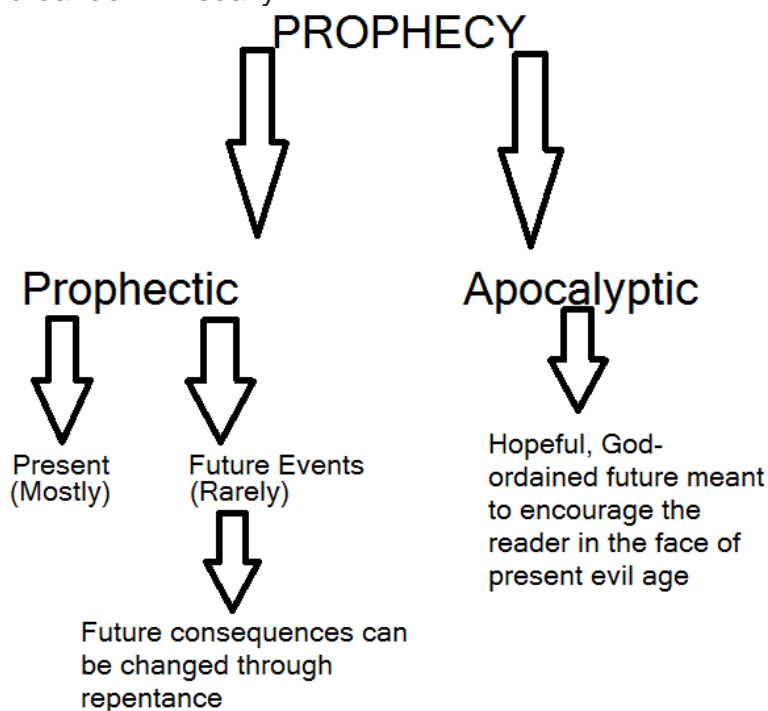 PROPHECY
Prophectic
Apocalyptic
Present
(Mostly)
Future Events
(Rarely)
Hopeful, God-
ordained future meant
to encourage the
reader in the face of
present evil age
Future consequences can
be changed through
repentance